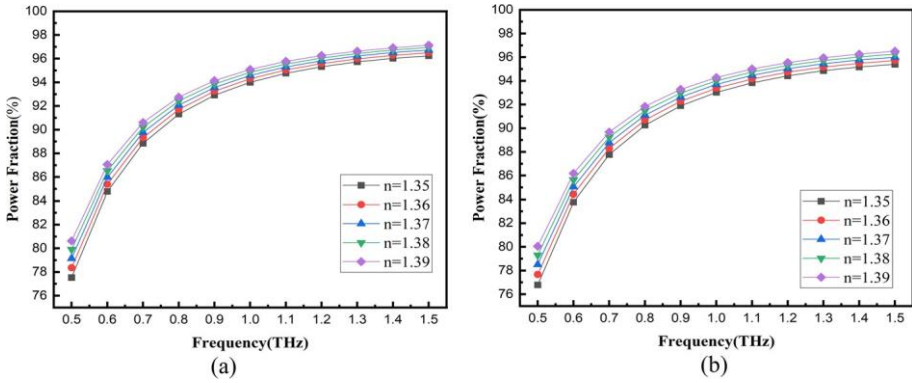 100
98
96
94
92
90
88
86
84
82
80
78
76
Power Fraction(%)
n=1.35
n=1.36
n=1.37
n=1.38
n=1.39
0.5 0.6 0.7 0.8 0.9 1.0 1.1 1.2 1.3 1.4 1.5
Frequency(THz)
(a)
100
98
96
94
92
90
88
86
84
82
80
78
76
Power Fraction(%)
n=1.35
n=1.36
n=1.37
n=1.38
n=1.39
0.5 0.6 0.7 0.8 0.9 1.0 1.1 1.2 1.3 1.4 1.5
Frequency(THz)
(b)